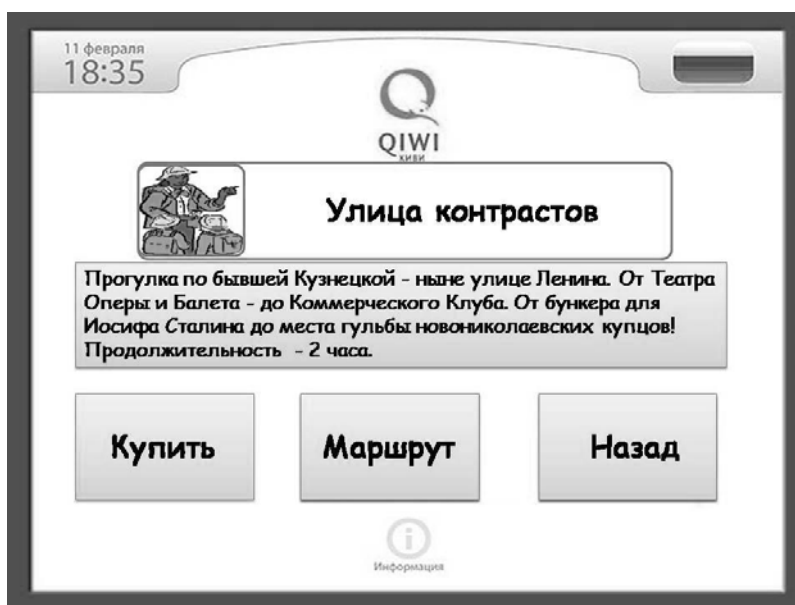 11 февраля
18:35
QIWI
КИВИ
Улица контрастов
Прогулка по бывшей Кузнецкой - ныне улице Ленина. От Театра
Оперы и Балета - до Коммерческого Клуба. От бункера для
Иосифа Сталина до места гульбы новониколаевских купцов!
Продолжительность - 2 часа.
Купить
Маршрут
Назад
Информация